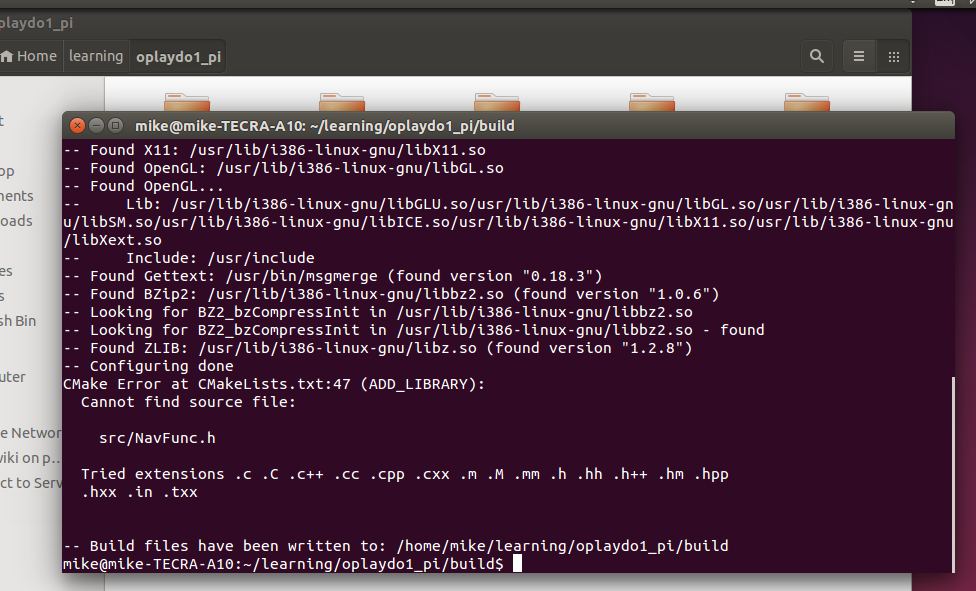 playdo1_pi
Home learning oplaydo1_pi
mike@mike-TECRA-A10: ~/learning/oplaydo1_pi/build
-- Found X11: /usr/lib/i386-linux-gnu/libX11.so
-- Found OpenGL: /usr/lib/i386-linux-gnu/libGL.so
-- Found OpenGL...
--     Lib: /usr/lib/i386-linux-gnu/libGLU.so/usr/lib/i386-linux-gnu/libGL.so/usr/lib/i386-linux-gn
u/libSM.so/usr/lib/i386-linux-gnu/libICE.so/usr/lib/i386-linux-gnu/libX11.so/usr/lib/i386-linux-gnu
/libXext.so
--     Include: /usr/include
-- Found Gettext: /usr/bin/msgmerge (found version "0.18.3")
-- Found BZip2: /usr/lib/i386-linux-gnu/libbz2.so (found version "1.0.6")
-- Looking for BZ2_bzCompressInit in /usr/lib/i386-linux-gnu/libbz2.so
-- Looking for BZ2_bzCompressInit in /usr/lib/i386-linux-gnu/libbz2.so - found
-- Found ZLIB: /usr/lib/i386-linux-gnu/libz.so (found version "1.2.8")
-- Configuring done
CMake Error at CMakeLists.txt:47 (ADD_LIBRARY):
  Cannot find source file:
    src/NavFunc.h
  Tried extensions .c .C .c++ .cc .cpp .cxx .m .M .mm .h .hh .h++ .hm .hpp
  .hxx .in .txx
-- Build files have been written to: /home/mike/learning/oplaydo1_pi/build
mike@mike-TECRA-A10:~/learning/oplaydo1_pi/build$
t
op
nents
oads
es
s
sh Bin
uter
e Networ
viki on p...
ct to Serv